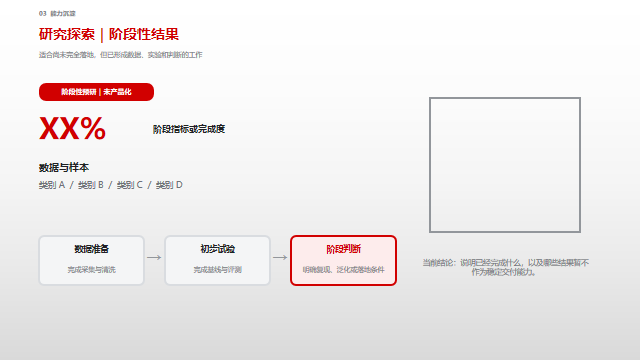 03 能力沉淀
研究探索｜阶段性结果
适合尚未完全落地，但已形成数据、实验和判断的工作
阶段性预研｜未产品化
XX%
阶段指标或完成度
数据与样本
类别 A / 类别 B / 类别 C / 类别 D
数据准备
完成采集与清洗
→
初步试验
完成基线与评测
→
阶段判断
明确复现、泛化或落地条件
当前结论：说明已经完成什么，以及哪些结果暂不
作为稳定交付能力。